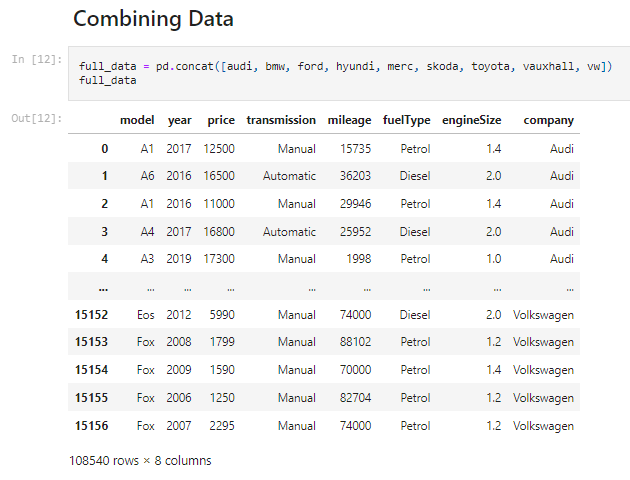 Combining Data
In [12]:
full_data = pd.concat([audi, bmw, ford, hyundi, merc, skoda, toyota, vauxhall, vw])
full_data
Out[12]:
model year price transmission mileage fuelType engineSize company
0 A1 2017 12500 Manual 15735 Petrol 1.4 Audi
1 A6 2016 16500 Automatic 36203 Diesel 2.0 Audi
2 A1 2016 11000 Manual 29946 Petrol 1.4 Audi
3 A4 2017 16800 Automatic 25952 Diesel 2.0 Audi
4 A3 2019 17300 Manual 1998 Petrol 1.0 Audi
... ... ... ... ... ... ... ... ...
15152 Eos 2012 5990 Manual 74000 Diesel 2.0 Volkswagen
15153 Fox 2008 1799 Manual 88102 Petrol 1.2 Volkswagen
15154 Fox 2009 1590 Manual 70000 Petrol 1.4 Volkswagen
15155 Fox 2006 1250 Manual 82704 Petrol 1.2 Volkswagen
15156 Fox 2007 2295 Manual 74000 Petrol 1.2 Volkswagen
108540 rows × 8 columns